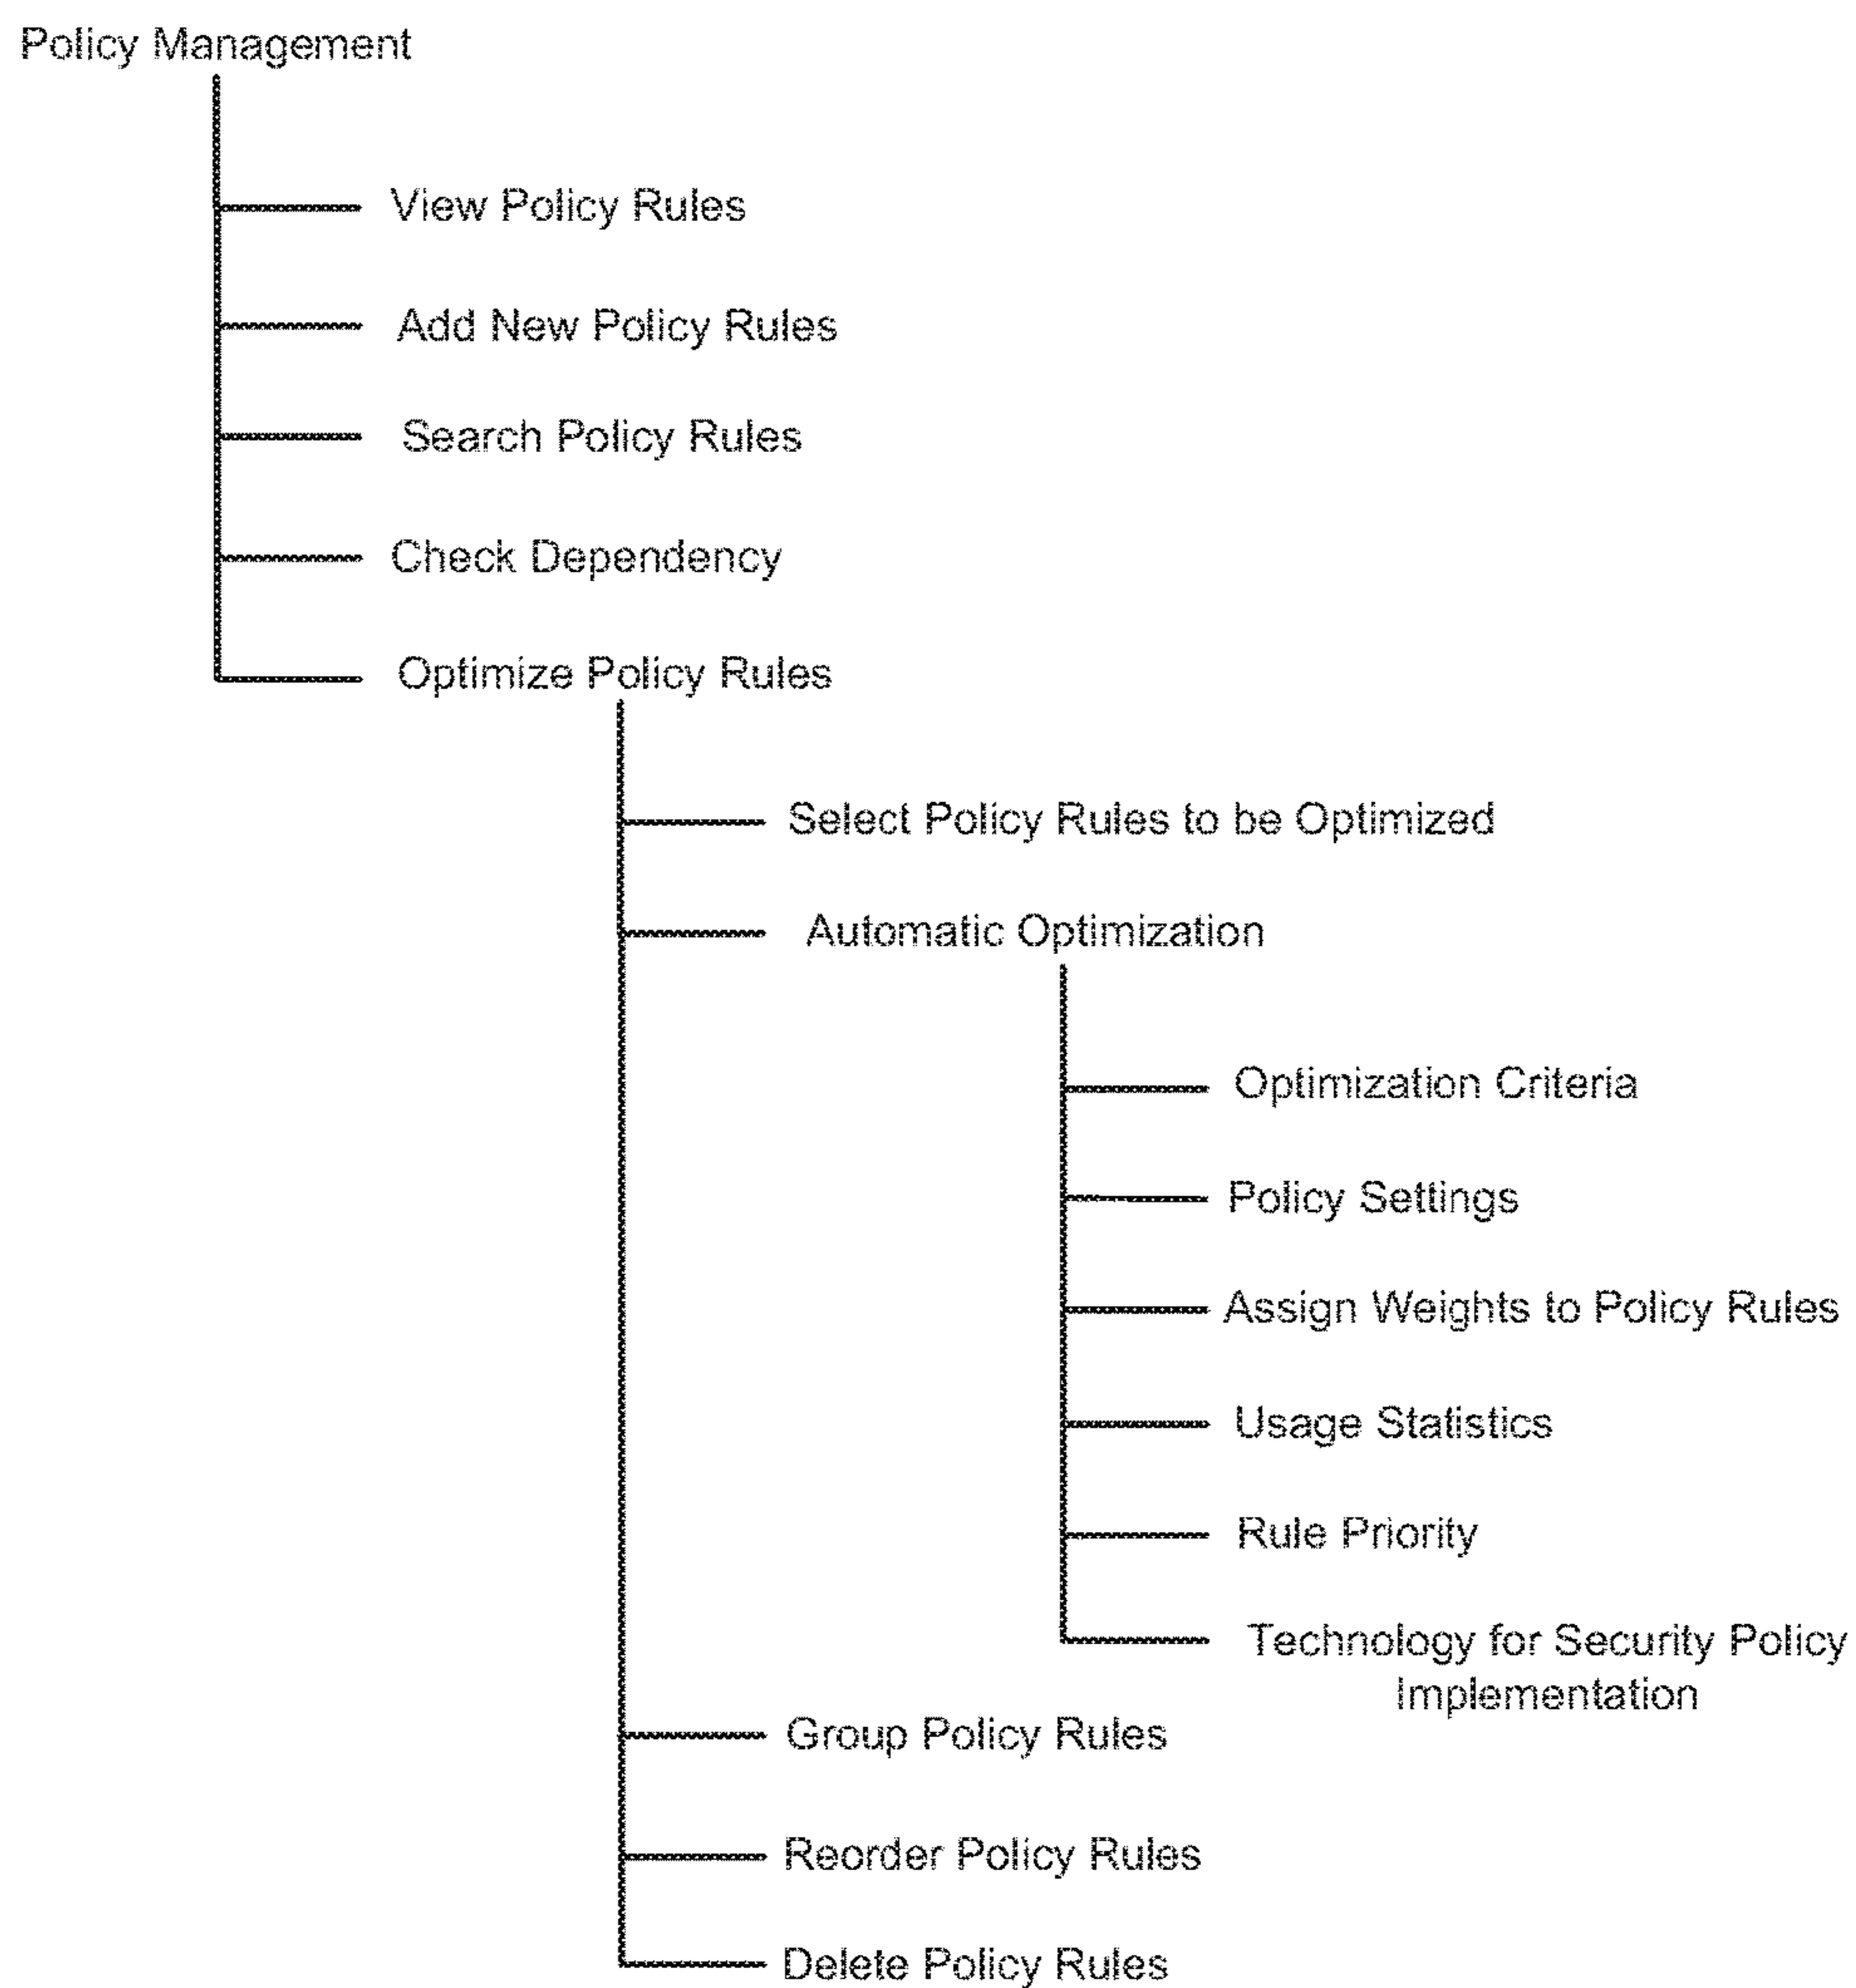 Policy Management
View Policy Rules
Add New Policy Rules
Search Policy Rules
Check Dependency
Optimize Policy Rules
Select Policy Rules to be Optimized
Automatic Optimization
Optimization Criteria
Policy Settings
Assign Weights to Policy Rules
Usage Statistics
Rule Priority
Technology for Security Policy
Implementation
Group Policy Rules
Reorder Policy Rules
Delete Policy Rules